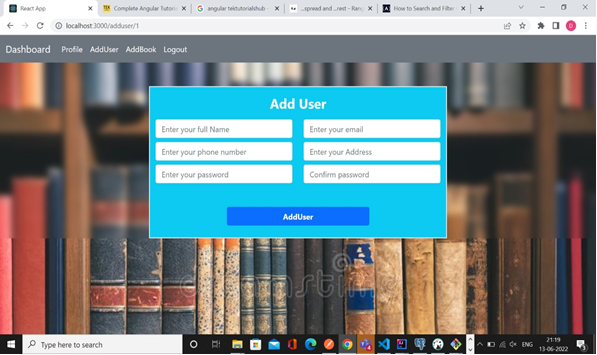 React App
Complete Angular Tutoria
angular tektutorialshub -
...spread and ...rest - Rang
How to Search and Filter
localhost:3000/adduser/1
Dashboard Profile AddUser AddBook Logout
Add User
Enter your full Name Enter your email
Enter your phone number Enter your Address
Enter your password Confirm password
AddUser
dreamstime
Type here to search
ENG
21:19
13-06-2022